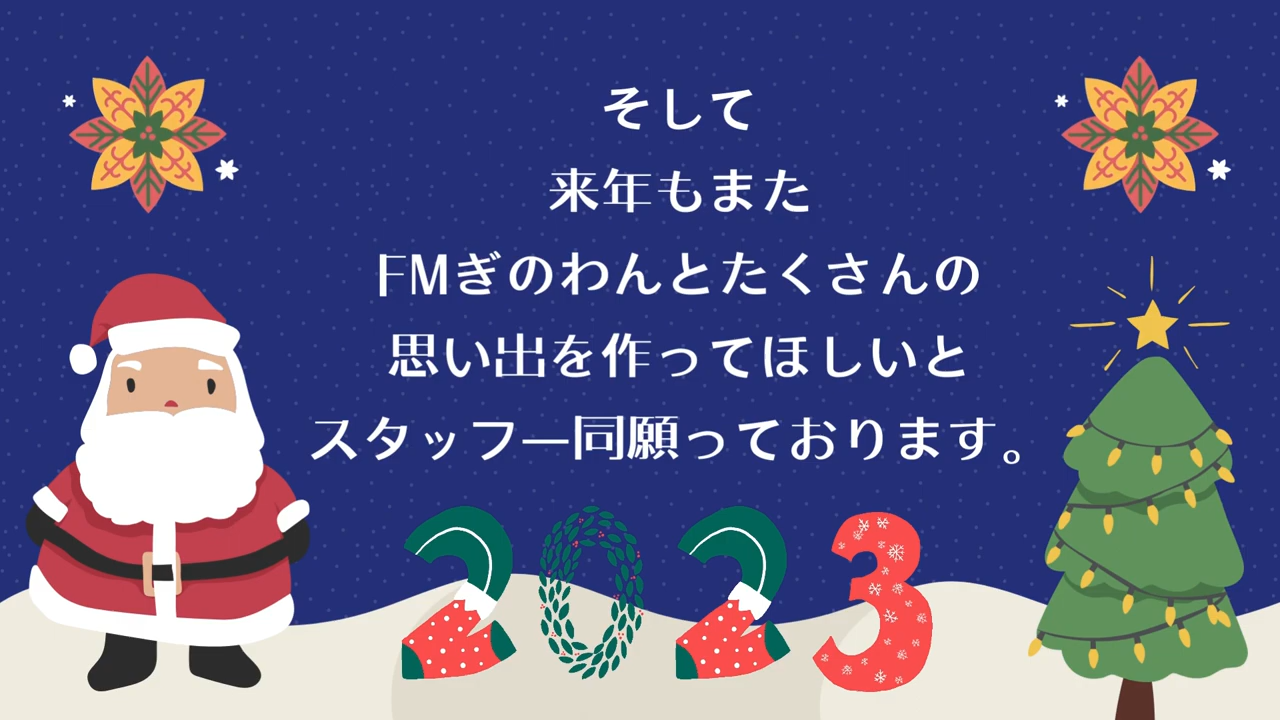 そして
来年もまた
FMぎのわんとたくさんの
思い出を作ってほしいと
スタッフ一同願っております。
2023